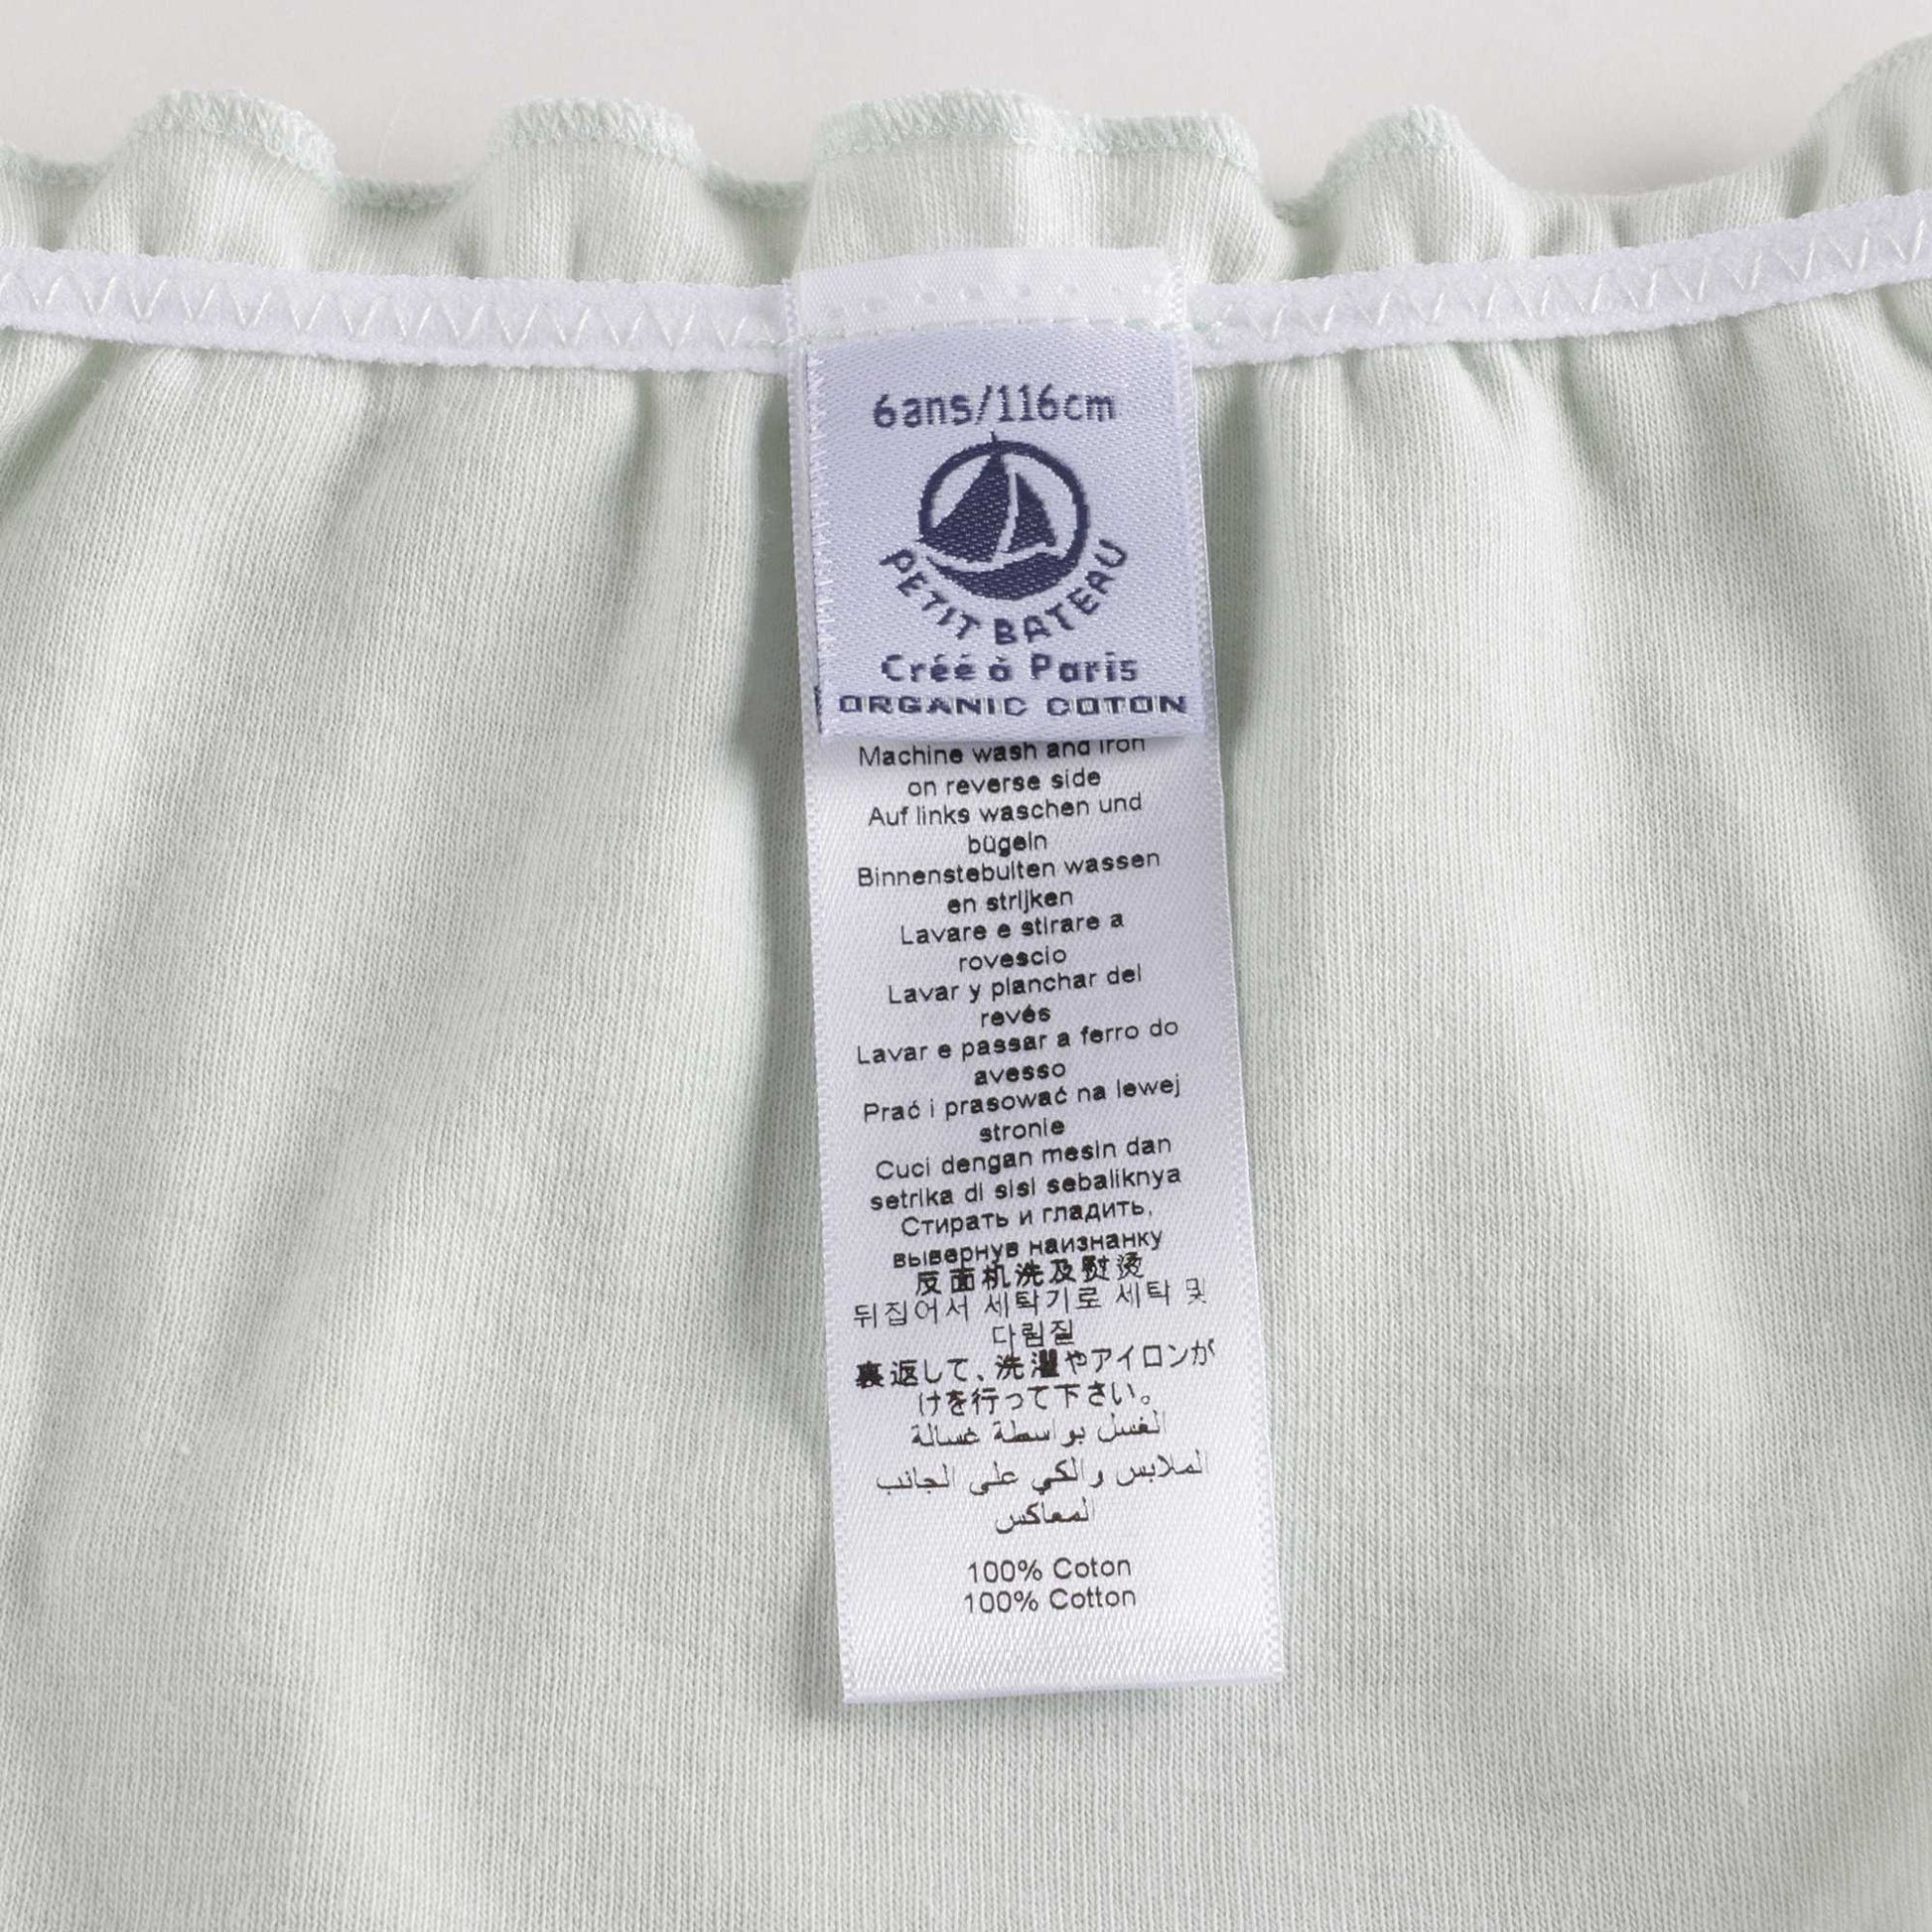 6ans/116cm
PETIT BATEAU
Créé à Paris
ORGANIC COTON
Machine wash and iron
on reverse side
Auf links waschen und
bügeln
Binnenstebuiten wassen
en strijken
Lavare e stirare a
rovescio
Lavar y planchar del
revés
Lavar e passar a ferro do
avesso
Prać i prasować na lewej
stronie
Cuci dengan mesin dan
setrika di sisi sebaliknya
Стирать и гладить,
вывернув наизнанку
反面机洗及熨烫
뒤집어서 세탁기로 세탁 및
다림질
裏返して、洗濯やアイロンが
けを行って下さい。
الغسل بواسطة غسالة
الملابس والكي على الجانب
المعاكس
100% Coton
100% Cotton